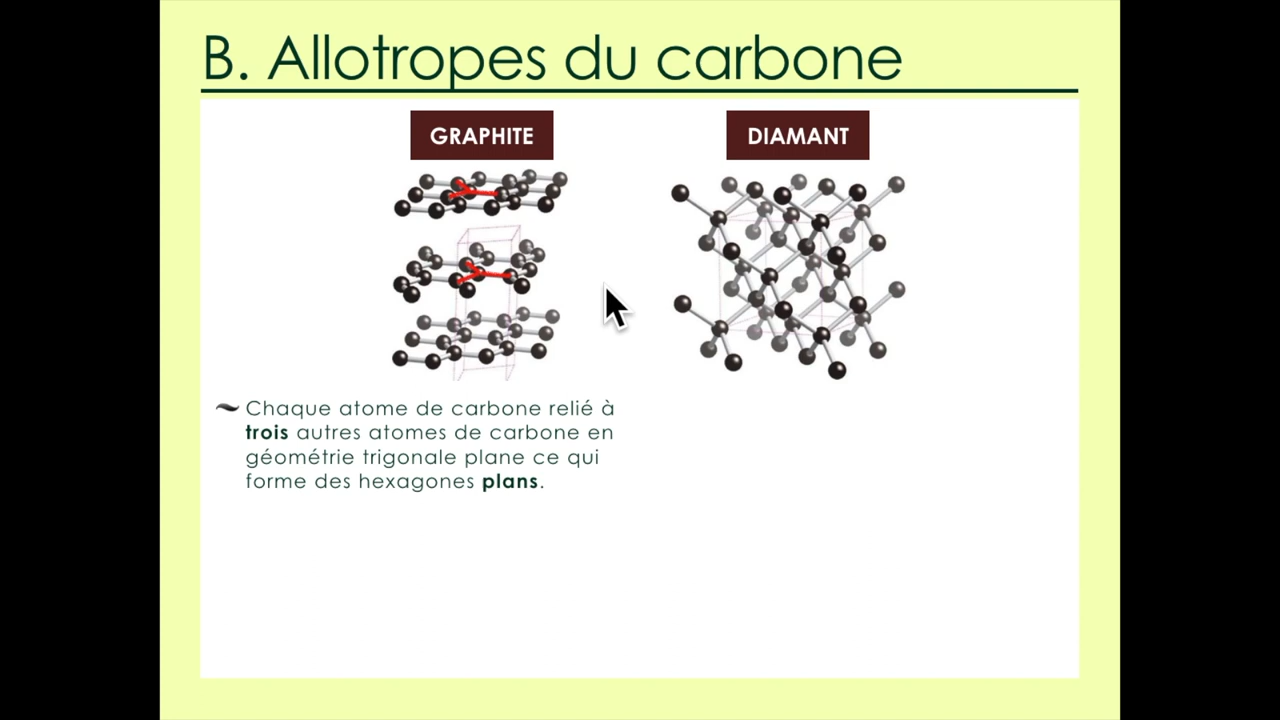 B. Allotropes du carbone
GRAPHITE
DIAMANT
Chaque atome de carbone relié à
trois autres atomes de carbone en
géométrie trigonale plane ce qui
forme des hexagones plans.